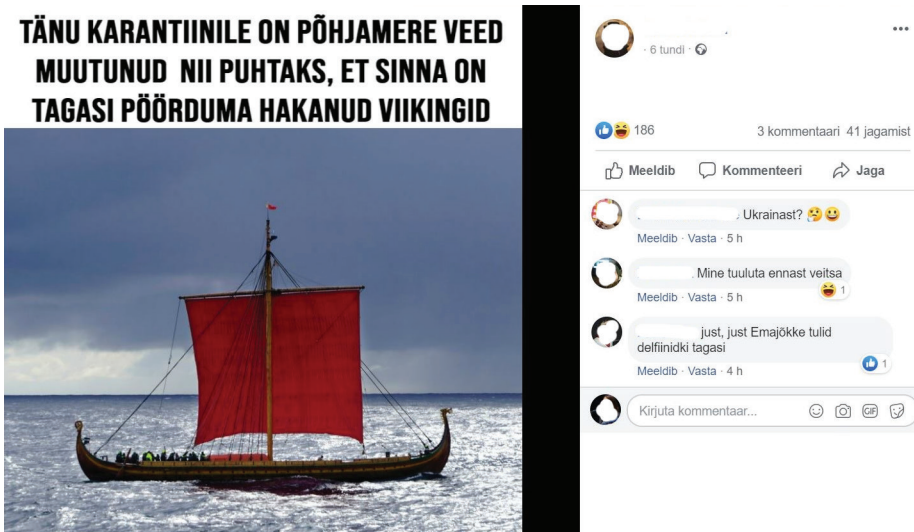 TÄNU KARANTIINILE ON PÕHJAMERE VEED
MUUTUNUD NII PUHTAKS, ET SINNA ON
TAGASI PÖÖRDUMA HAKANUD VIIKINGID
· 6 tundi ·
186
3 kommentaari 41 jagamist
Meeldib Kommenteeri Jaga
Ukrainast?
Meeldib · Vasta · 5 h
Mine tuuluta ennast veitsa
1
Meeldib · Vasta · 5 h
just, just Emajökke tulid
delfiinidki tagasi
1
Meeldib · Vasta · 4 h
Kirjuta kommentaar...
GIF